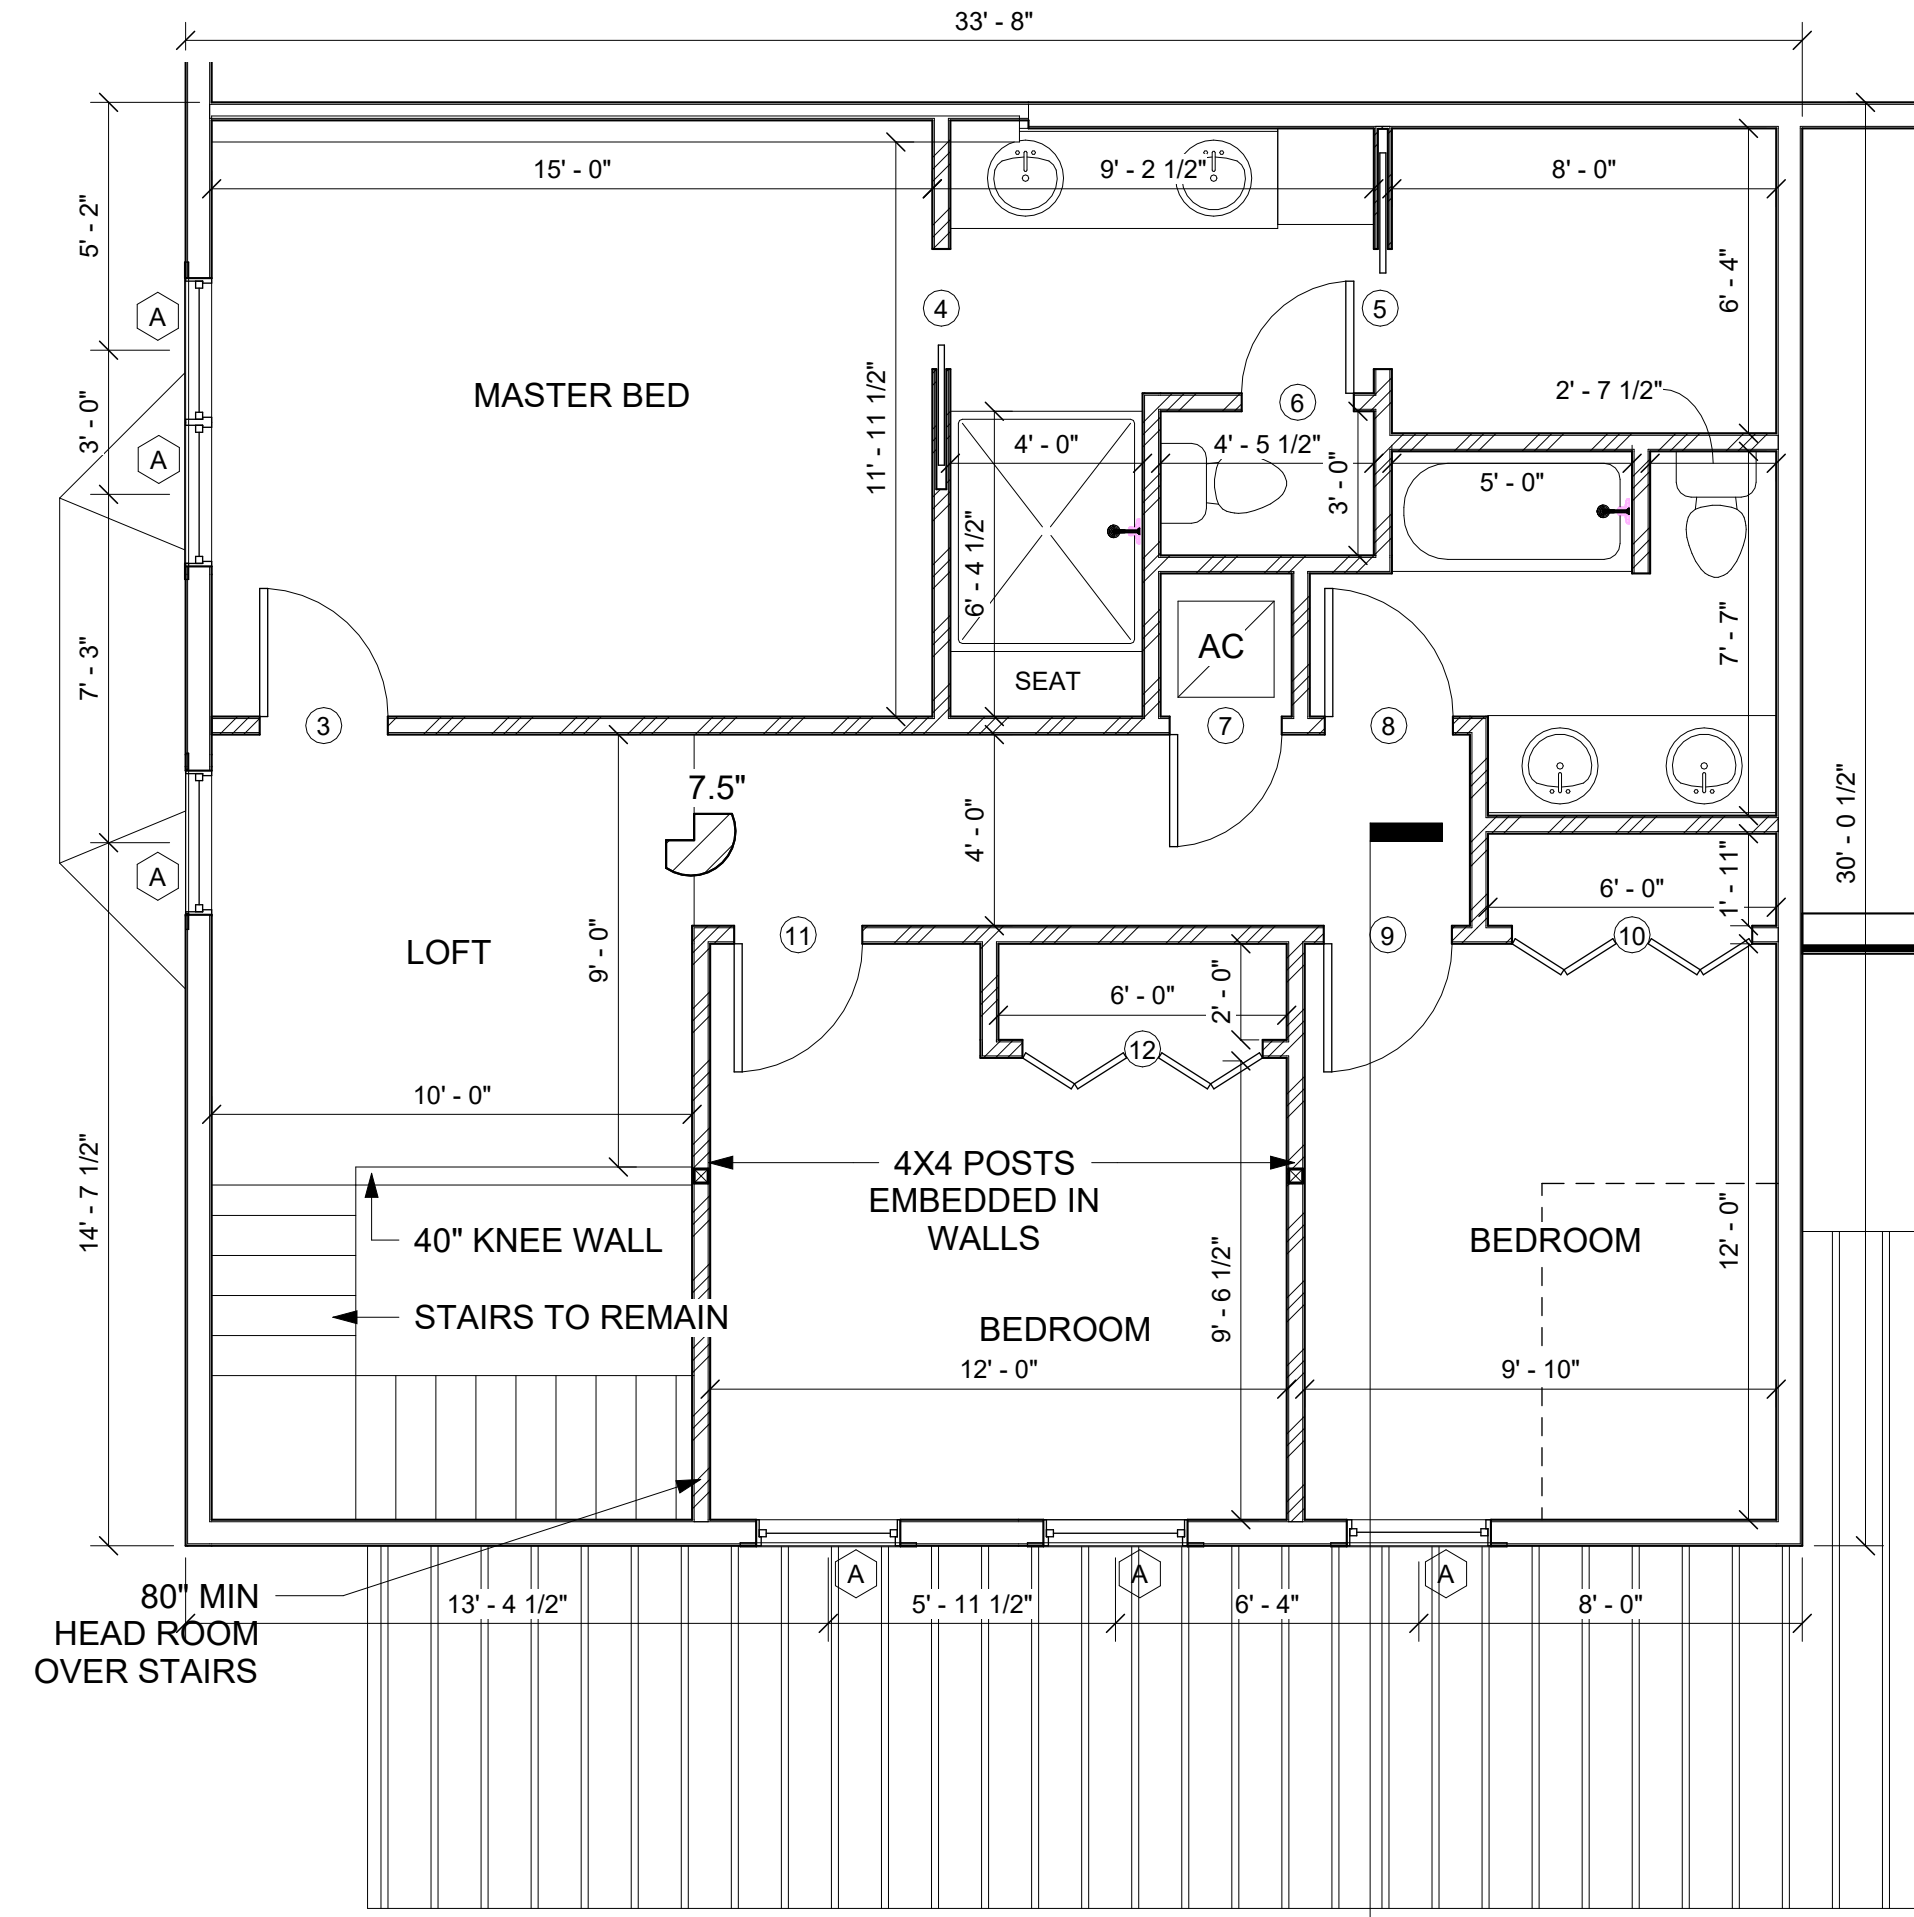 33' - 8"
15' - 0"
9' - 2 1/2"
8' - 0"
5' - 2"
6' - 4"
A
4
5
3' - 0"
MASTER BED
11' - 11 1/2"
6
2' - 7 1/2"
A
4' - 0"
4' - 5 1/2"
3' - 0"
5' - 0"
6' - 4 1/2"
7' - 3"
AC
7' - 7"
SEAT
3
7
8
7.5"
4' - 0"
30' - 0 1/2"
A
1' - 11"
6' - 0"
LOFT
9' - 0"
11
9
10
6' - 0"
2' - 0"
12
10' - 0"
14' - 7 1/2"
4X4 POSTS
EMBEDDED IN
WALLS
40" KNEE WALL
BEDROOM
12' - 0"
9' - 6 1/2"
STAIRS TO REMAIN
BEDROOM
12' - 0"
9' - 10"
A
A
A
80" MIN
HEAD ROOM
OVER STAIRS
13' - 4 1/2"
5' - 11 1/2"
6' - 4"
8' - 0"